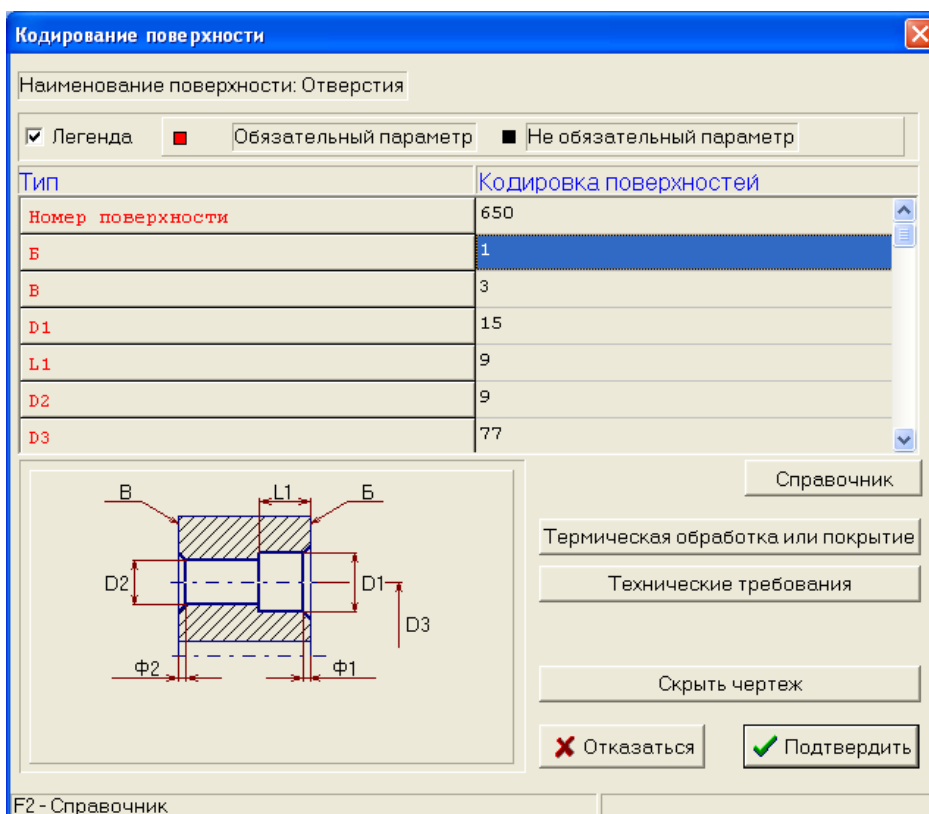 Кодирование поверхности
Наименование поверхности: Отверстия
Легенда Обязательный параметр Не обязательный параметр
Тип Кодировка поверхностей
Номер поверхности 650
Б 1
В 3
D1 15
L1 9
D2 9
D3 77
Справочник
В L1 Б
Термическая обработка или покрытие
D2 D1
Технические требования
D3
Ф2 Ф1
Скрыть чертеж
Отказаться Подтвердить
F2 - Справочник